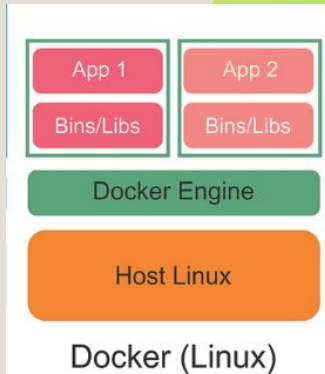 App 1 App 2
Bins/Libs Bins/Libs
Docker Engine
Host Linux
Docker (Linux)